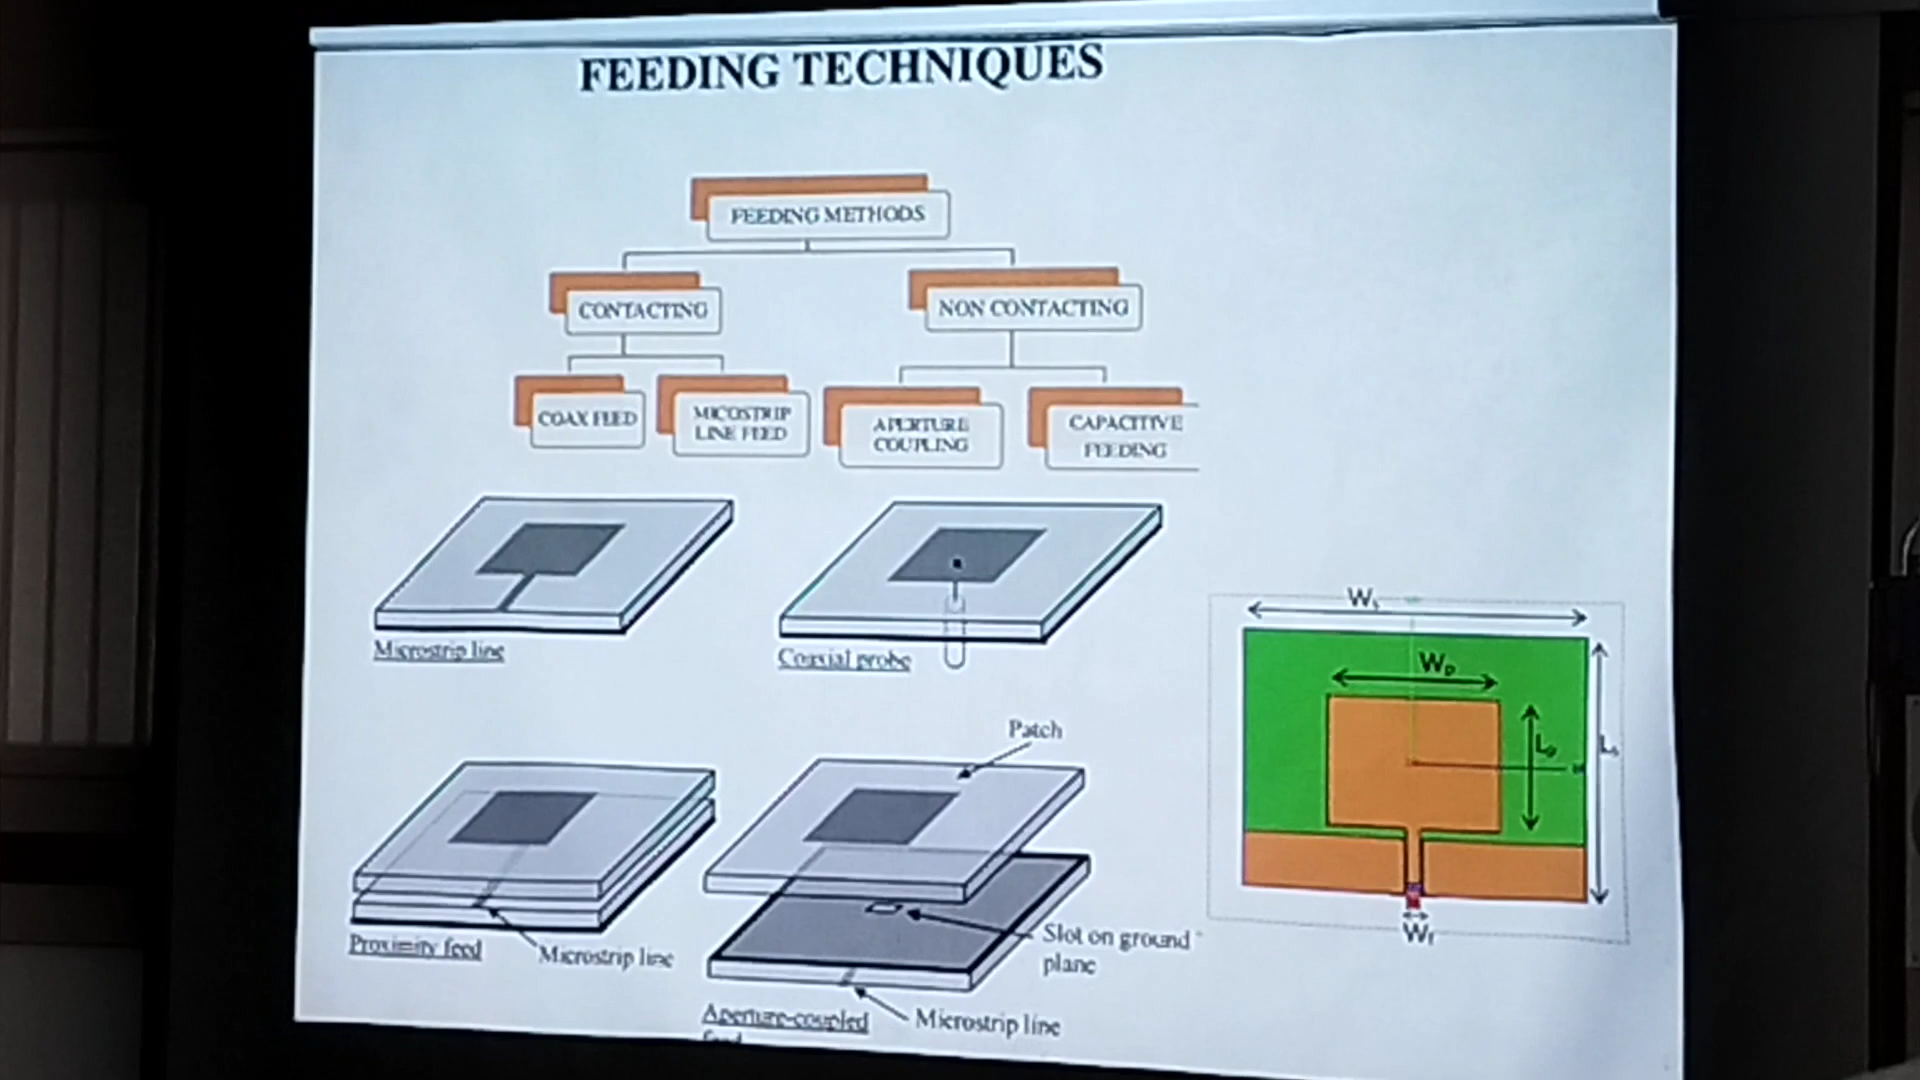 FEEDING TECHNIQUES
FEEDING METHODS
CONTACTING
NON CONTACTING
COAX FEED
MICOSTRIP
LINE FEED
APERTURE
COUPLING
CAPACITIVE
FEEDING
Microstrip line
Coaxial probe
Patch
Proximity feed
Microstrip line
Slot on ground
plane
Aperture-coupled
feed
Microstrip line
Ws
Wp
Lp
Ls
Wf